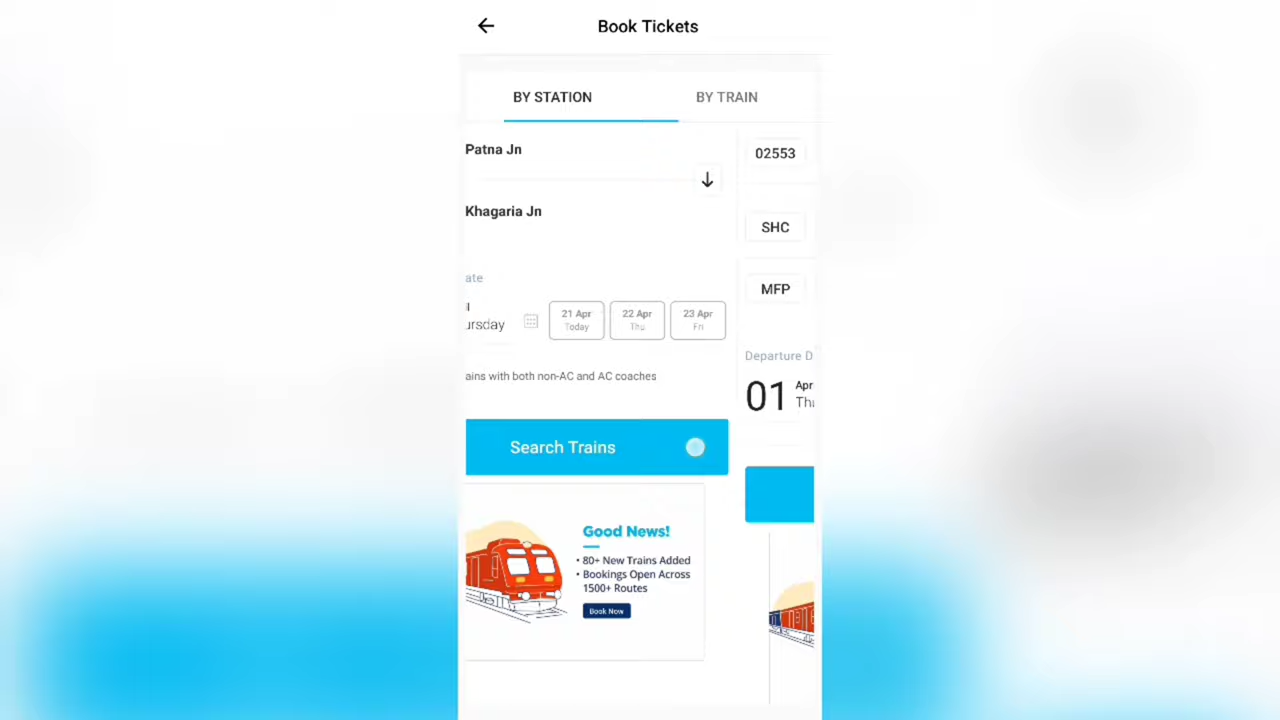 Book Tickets
BY STATION
BY TRAIN
Patna Jn
02553
Khagaria Jn
SHC
MFP
ate
ursday
21 Apr
Today
22 Apr
Thu
23 Apr
Fri
Departure D
01
Apr
Thu
ains with both non-AC and AC coaches
Search Trains
Good News!
• 80+ New Trains Added
• Bookings Open Across
1500+ Routes
Book Now